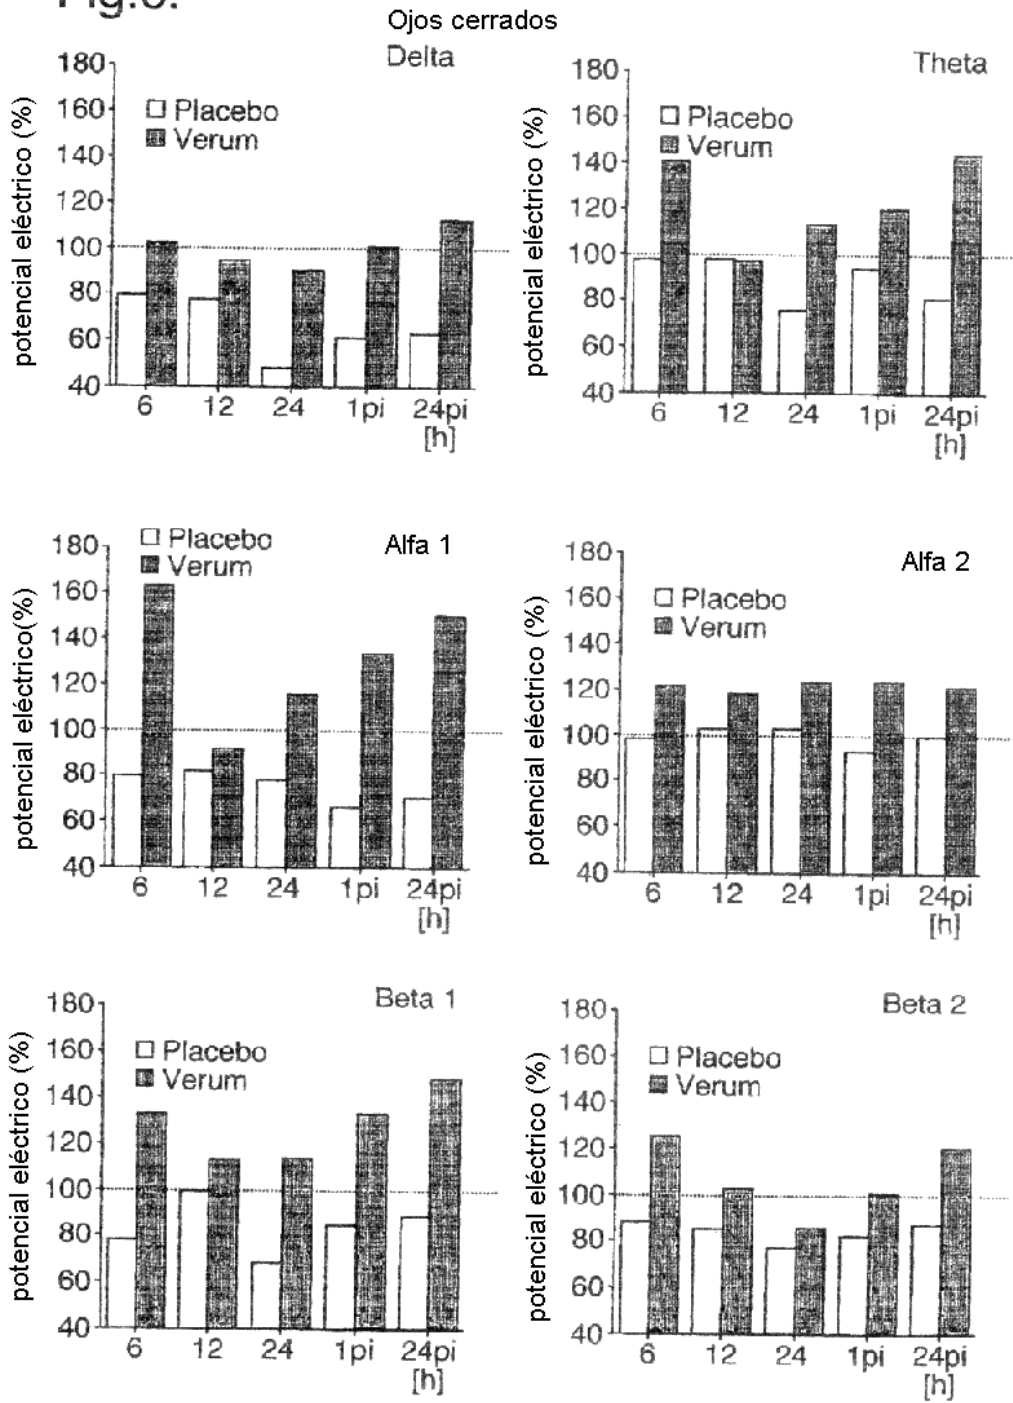 Fig.
Ojos cerrados
Delta
potencial eléctrico (%)
180
160
140
120
100
80
60
40
Placebo
Verum
6 12 24 1pi 24pi
[h]
Theta
potencial eléctrico (%)
180
160
140
120
100
80
60
40
Placebo
Verum
6 12 24 1pi 24pi
[h]
Alfa 1
potencial eléctrico(%)
180
160
140
120
100
80
60
40
Placebo
Verum
6 12 24 1pi 24pi
[h]
Alfa 2
potencial eléctrico (%)
180
160
140
120
100
80
60
40
Placebo
Verum
6 12 24 1pi 24pi
[h]
Beta 1
potencial eléctrico (%)
180
160
140
120
100
80
60
40
Placebo
Verum
6 12 24 1pi 24pi
[h]
Beta 2
potencial eléctrico (%)
180
160
140
120
100
80
60
40
Placebo
Verum
6 12 24 1pi 24pi
[h]